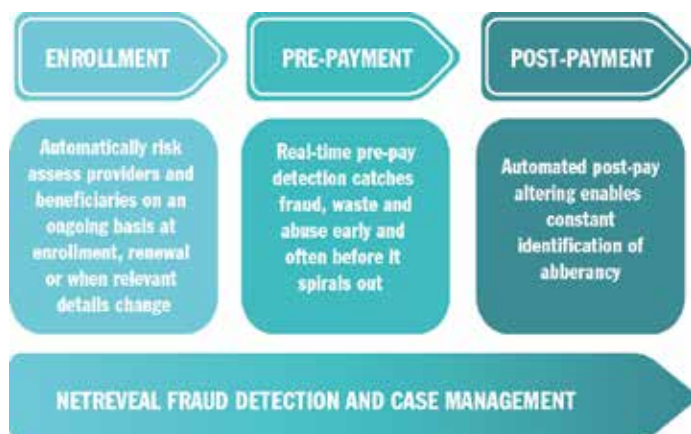 ENROLLMENT
PRE-PAYMENT
POST-PAYMENT
Automatically risk
assess providers and
beneficiaries on an
ongoing basis at
enrollment, renewal
or when relevant
details change
Real-time pre-pay
detection catches
fraud, waste and
abuse early and
often before it
spirals out
Automated post-pay
altering enables
constant
identification of
abberancy
NETREVEAL FRAUD DETECTION AND CASE MANAGEMENT